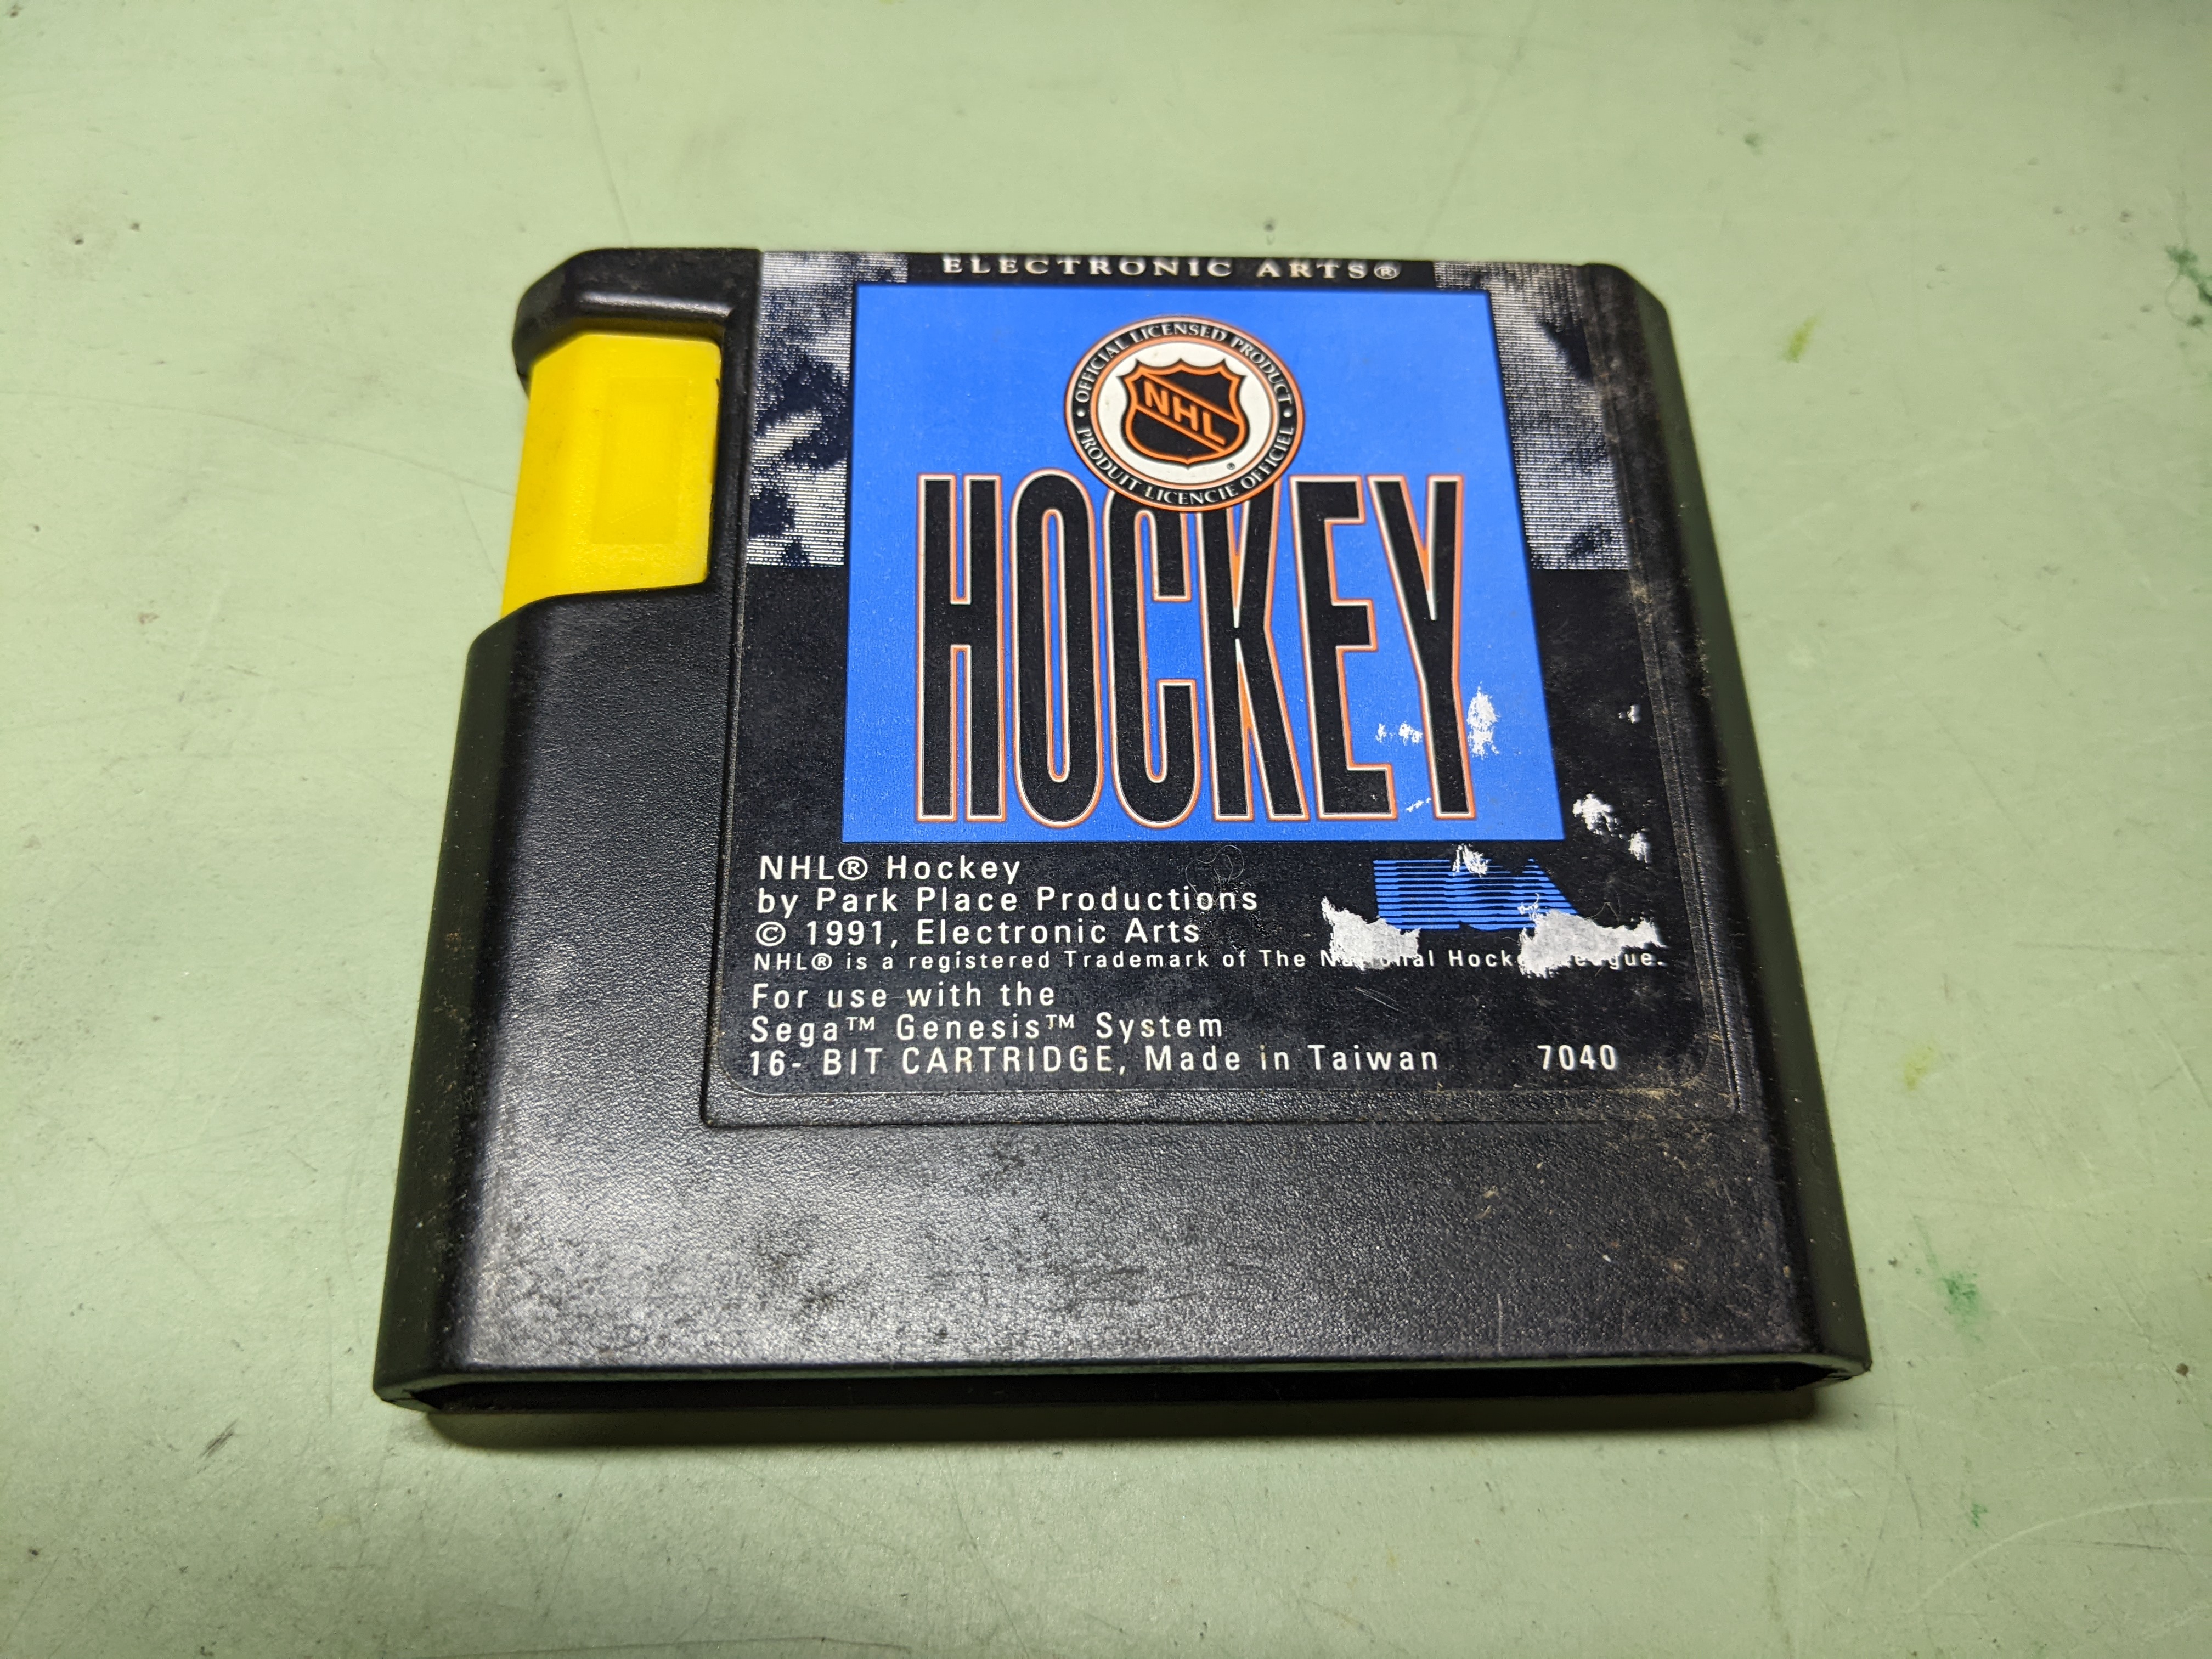 ELECTRONIC ARTS®
• OFFICIAL LICENSED PRODUCT •
NHL®
PRODUIT LICENCIE OFFICIEL
HOCKEY
NHL® Hockey
by Park Place Productions
© 1991, Electronic Arts
NHL® is a registered Trademark of The
For use with the
Sega™ Genesis™ System
16- BIT CARTRIDGE, Made in Taiwan 7040